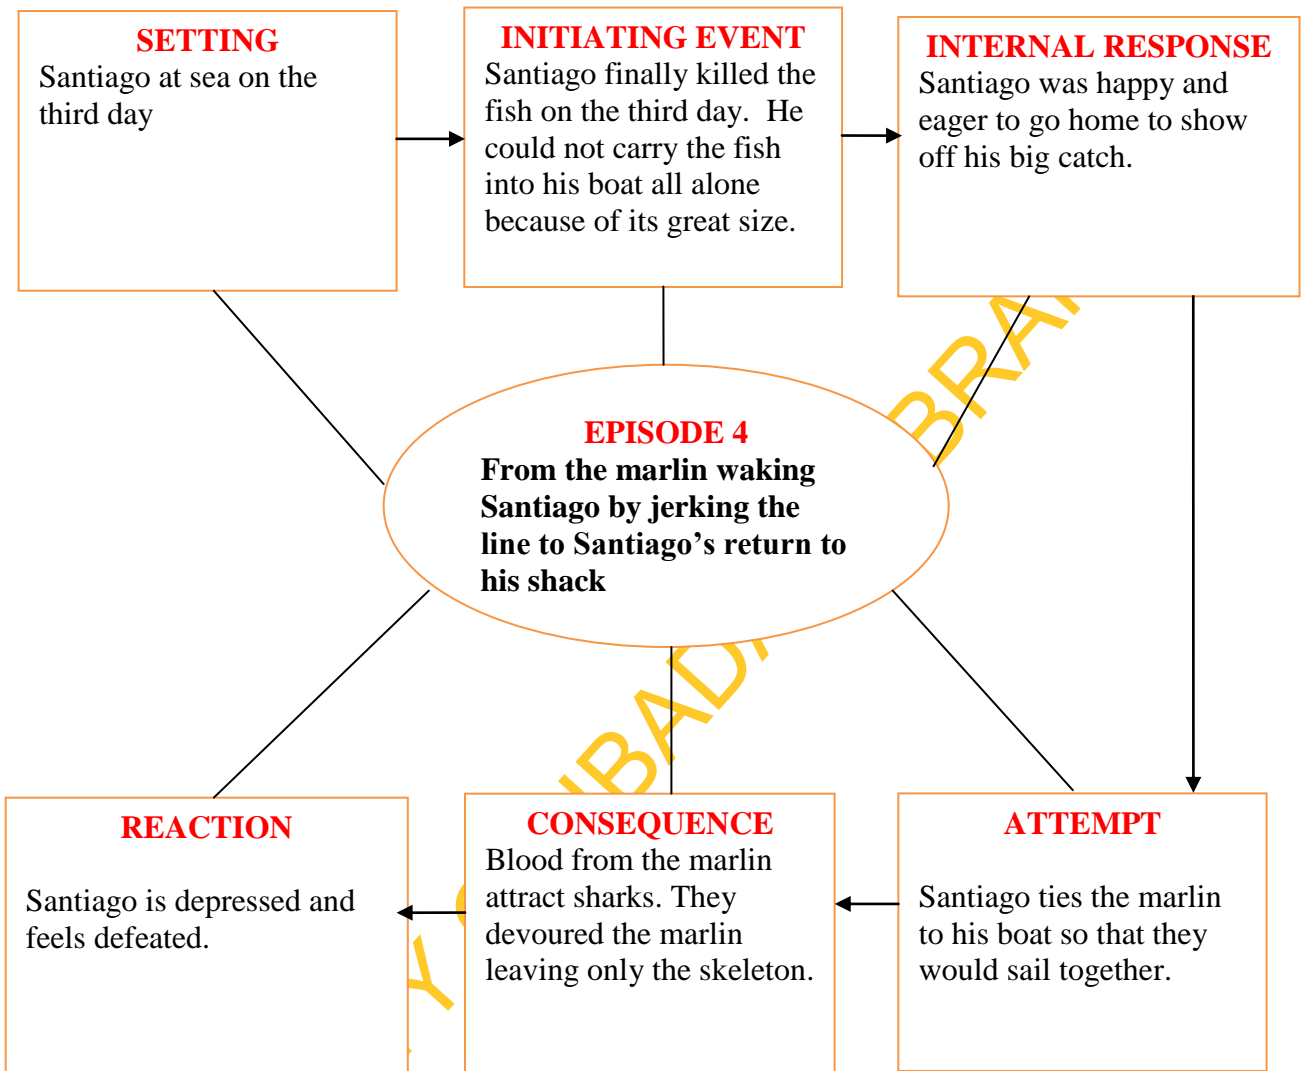 SETTING
Santiago at sea on the
third day
INITIATING EVENT
Santiago finally killed the
fish on the third day.  He
could not carry the fish
into his boat all alone
because of its great size.
INTERNAL RESPONSE
Santiago was happy and
eager to go home to show
off his big catch.
EPISODE 4
From the marlin waking
Santiago by jerking the
line to Santiago’s return to
his shack
REACTION
Santiago is depressed and
feels defeated.
CONSEQUENCE
Blood from the marlin
attract sharks. They
devoured the marlin
leaving only the skeleton.
ATTEMPT
Santiago ties the marlin
to his boat so that they
would sail together.